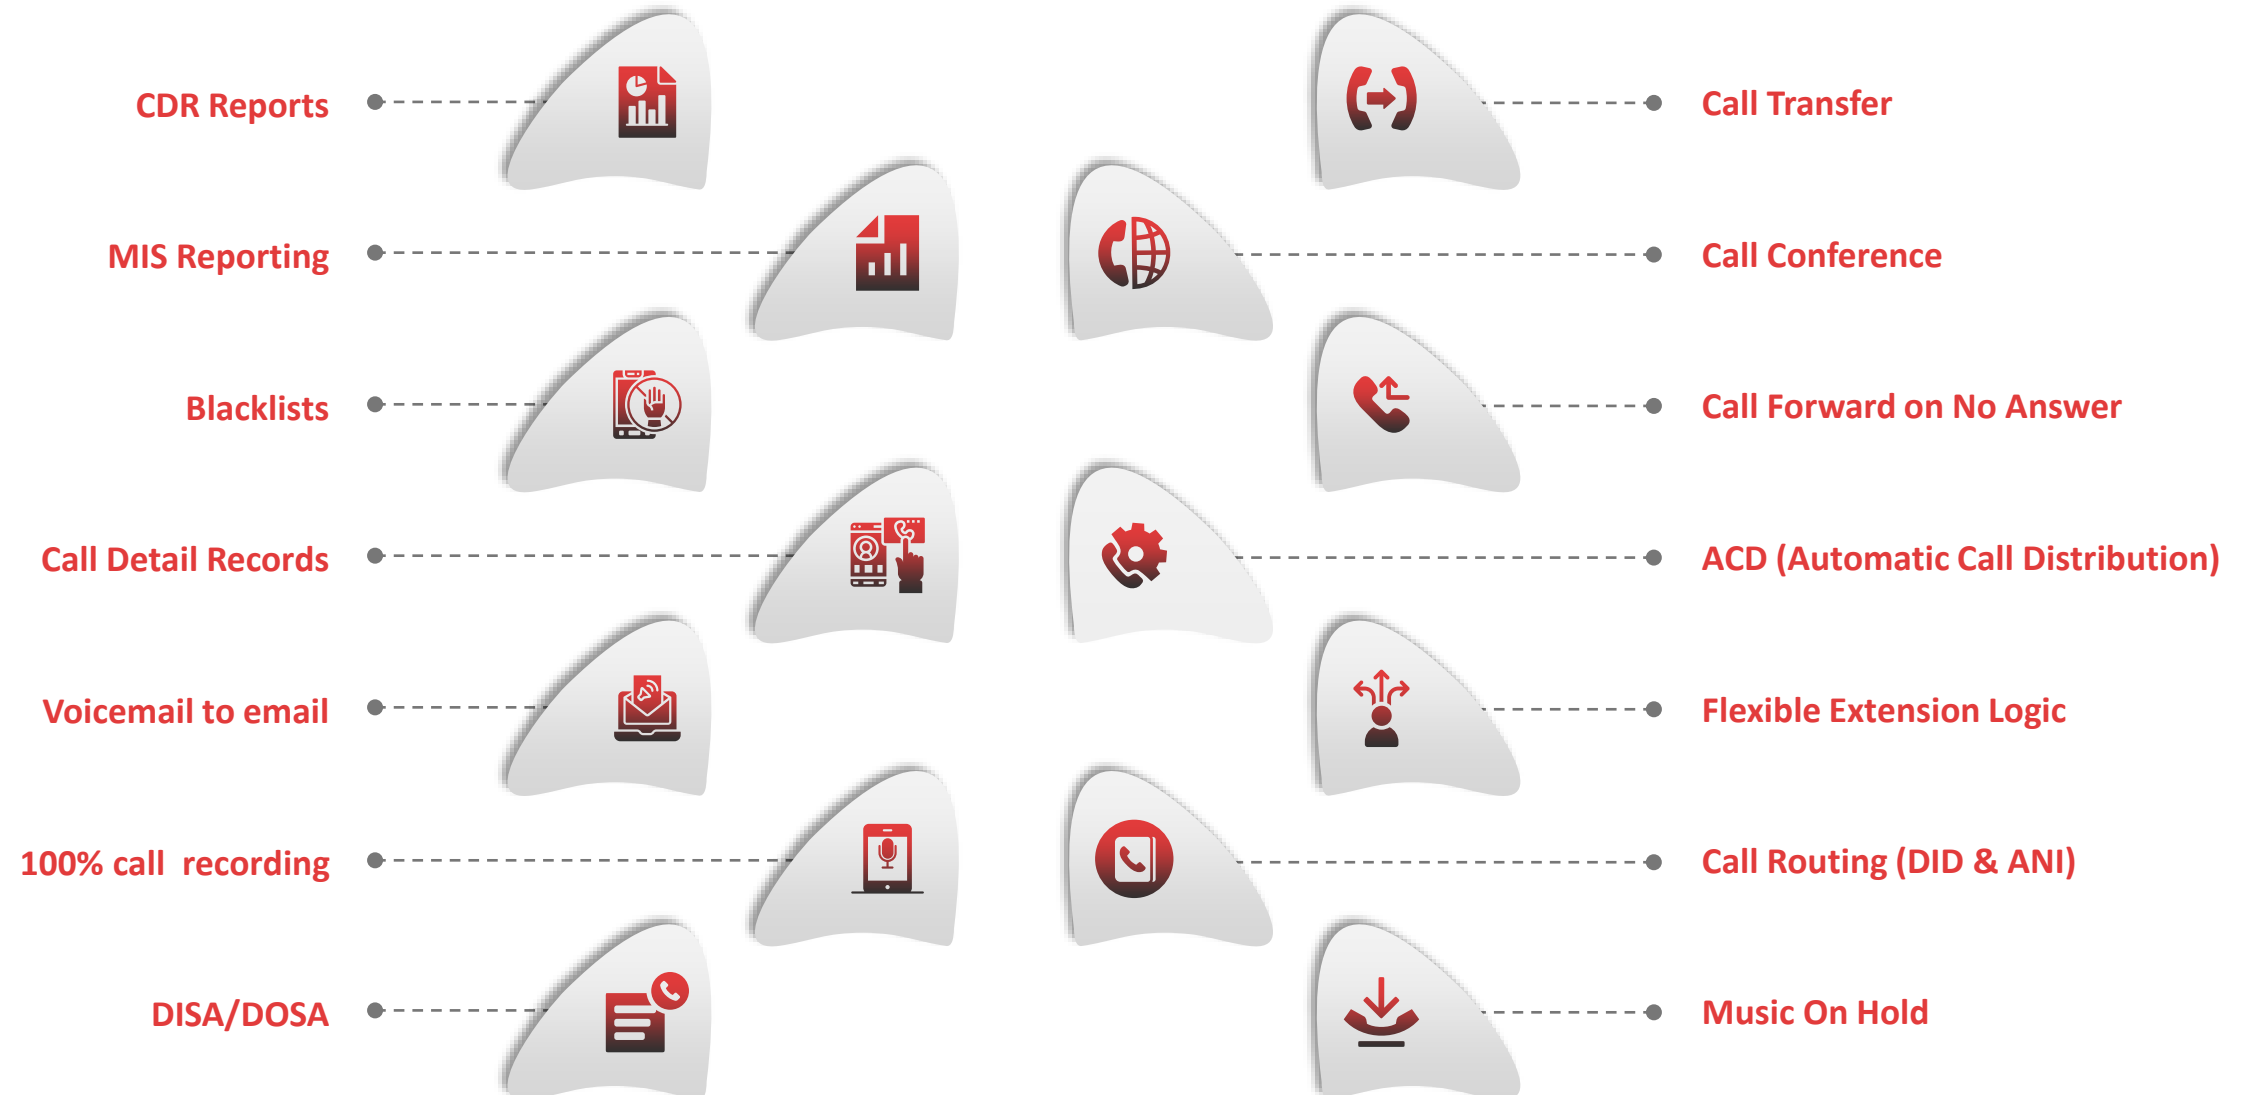 CDR Reports
MIS Reporting
Blacklists
Call Detail Records
Voicemail to email
100% call  recording
DISA/DOSA
Call Transfer
Call Conference
Call Forward on No Answer
ACD (Automatic Call Distribution)
Flexible Extension Logic
Call Routing (DID & ANI)
Music On Hold